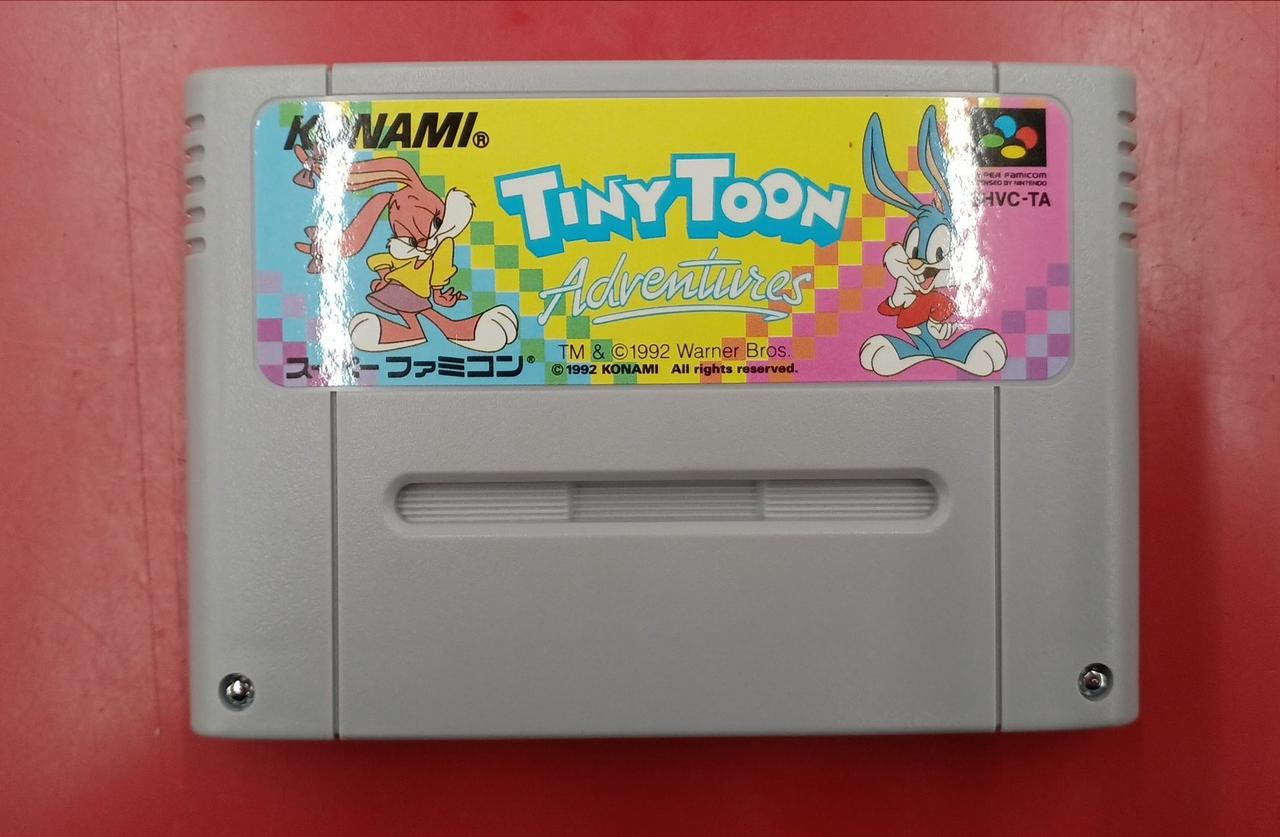 KONAMI®
TINY TOON
Adventures
SUPER FAMICOM
LICENSED BY NINTENDO
SHVC-TA
TM & ©1992 Warner Bros.
スーパーファミコン®
© 1992 KONAMI All rights reserved.